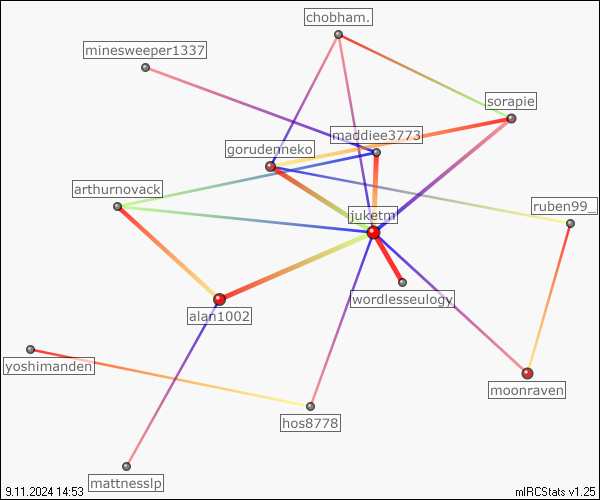 chobham.
minesweeper1337
sorapie
maddiee3773
gorudenneko
arthurnovack
ruben99_
juketm
wordlesseulogy
alan1002
yoshimanden
moonraven
hos8778
mattnesslp
9.11.2024 14:53
mIRCStats v1.25